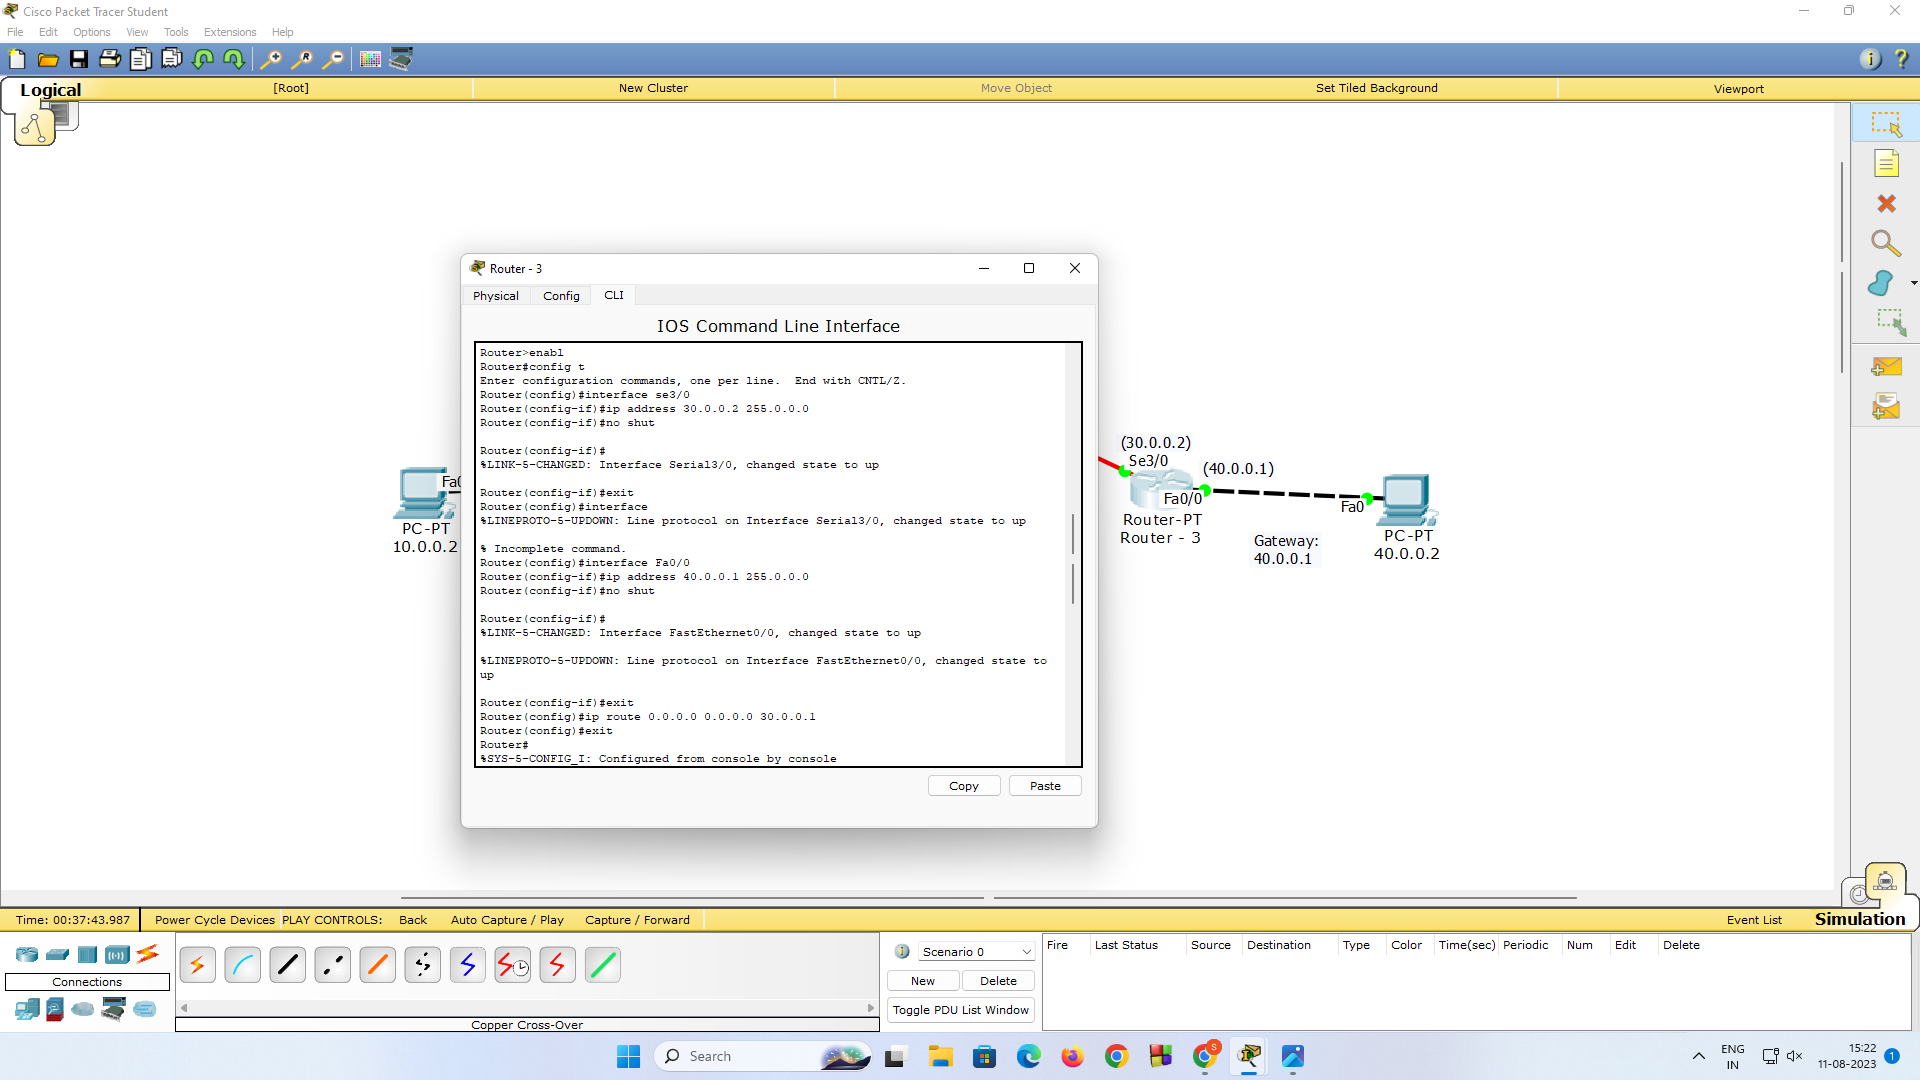 Cisco Packet Tracer Student
File Edit Options View Tools Extensions Help
Logical [Root] New Cluster Move Object Set Tiled Background Viewport
Router - 3
Physical Config CLI
IOS Command Line Interface
Router>enabl
Router#config t
Enter configuration commands, one per line.  End with CNTL/Z.
Router(config)#interface se3/0
Router(config-if)#ip address 30.0.0.2 255.0.0.0
Router(config-if)#no shut
Router(config-if)#
%LINK-5-CHANGED: Interface Serial3/0, changed state to up
Router(config-if)#exit
Router(config)#interface
%LINEPROTO-5-UPDOWN: Line protocol on Interface Serial3/0, changed state to up
% Incomplete command.
Router(config)#interface Fa0/0
Router(config-if)#ip address 40.0.0.1 255.0.0.0
Router(config-if)#no shut
Router(config-if)#
%LINK-5-CHANGED: Interface FastEthernet0/0, changed state to up
%LINEPROTO-5-UPDOWN: Line protocol on Interface FastEthernet0/0, changed state to
up
Router(config-if)#exit
Router(config)#ip route 0.0.0.0 0.0.0.0 30.0.0.1
Router(config)#exit
Router#
%SYS-5-CONFIG_I: Configured from console by console
Copy Paste
Fa0
PC-PT
10.0.0.2
(30.0.0.2)
Se3/0
(40.0.0.1)
Fa0/0
Router-PT
Router - 3
Gateway:
40.0.0.1
Fa0
PC-PT
40.0.0.2
Time: 00:37:43.987 Power Cycle Devices PLAY CONTROLS: Back Auto Capture / Play Capture / Forward Event List Simulation
Connections
Copper Cross-Over
Scenario 0
New Delete
Toggle PDU List Window
Fire Last Status Source Destination Type Color Time(sec) Periodic Num Edit Delete
Search
S
ENG
IN
15:22
11-08-2023
1